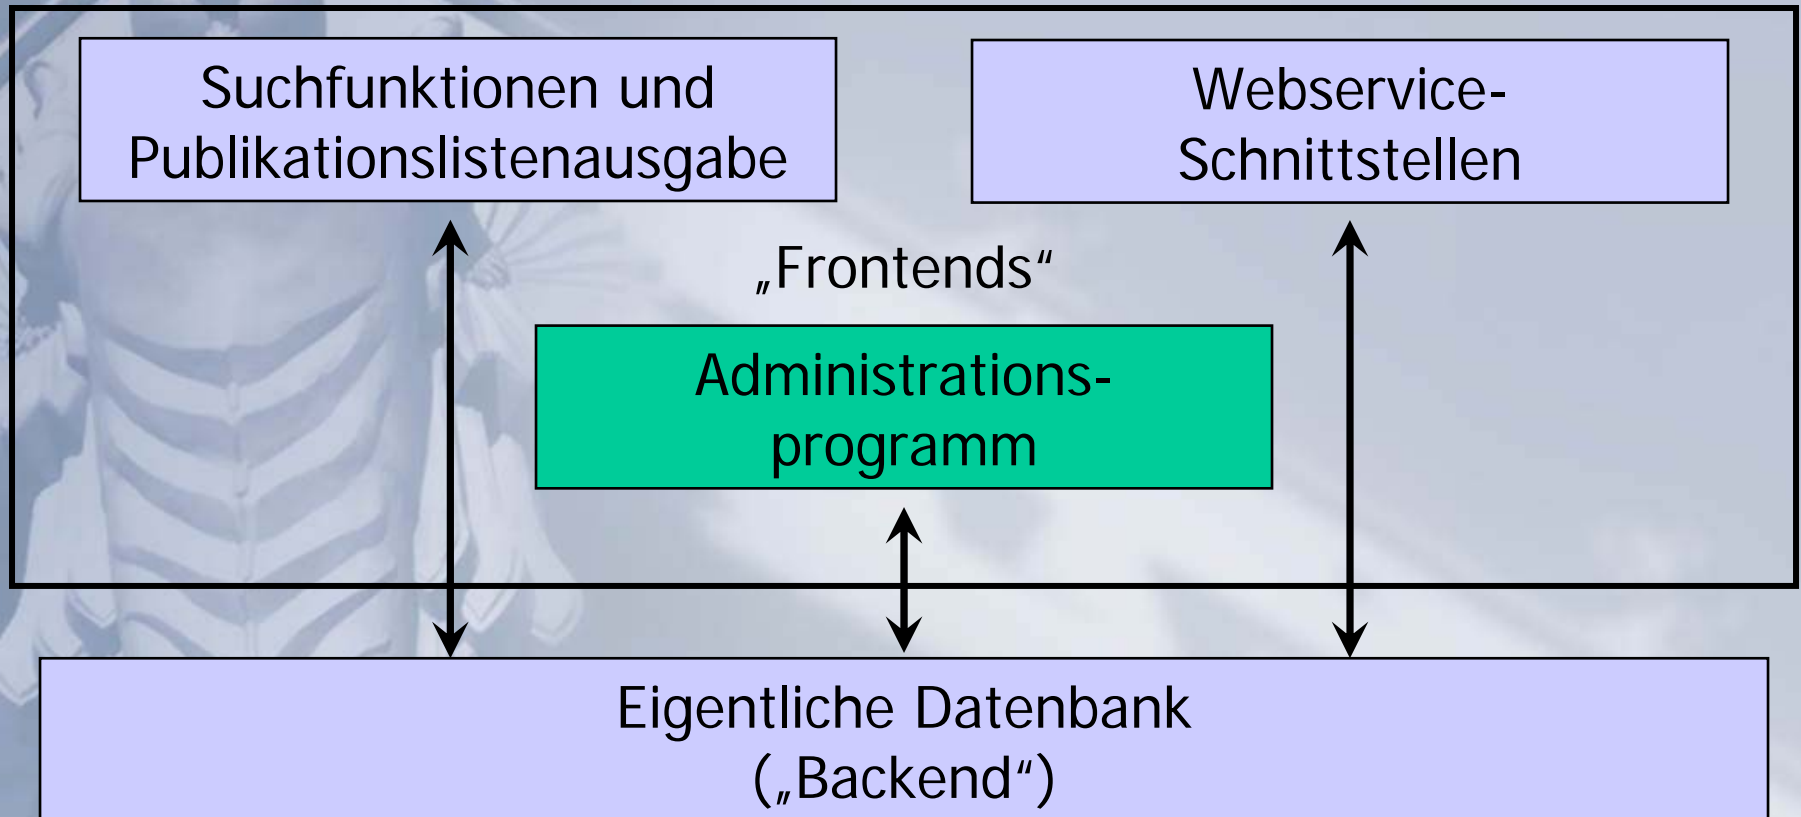 Suchfunktionen und
Publikationslistenausgabe
Webservice-
Schnittstellen
„Frontends“
Administrations-
programm
Eigentliche Datenbank
(„Backend“)